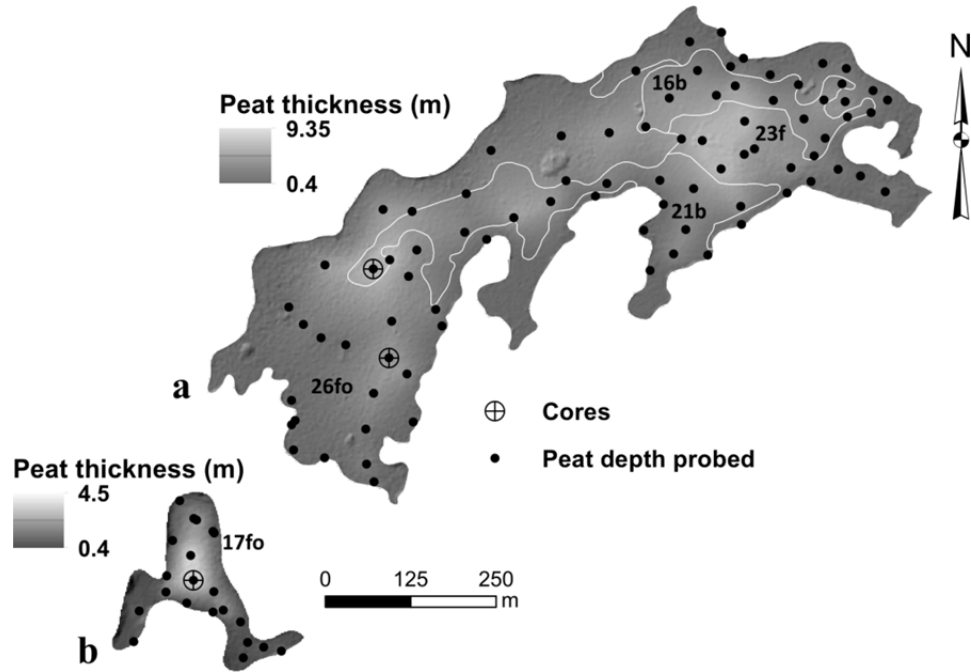 N
Peat thickness (m)
9.35
0.4
16b
23f
21b
26fo
a
Cores
Peat depth probed
Peat thickness (m)
4.5
0.4
17fo
0 125 250
m
b